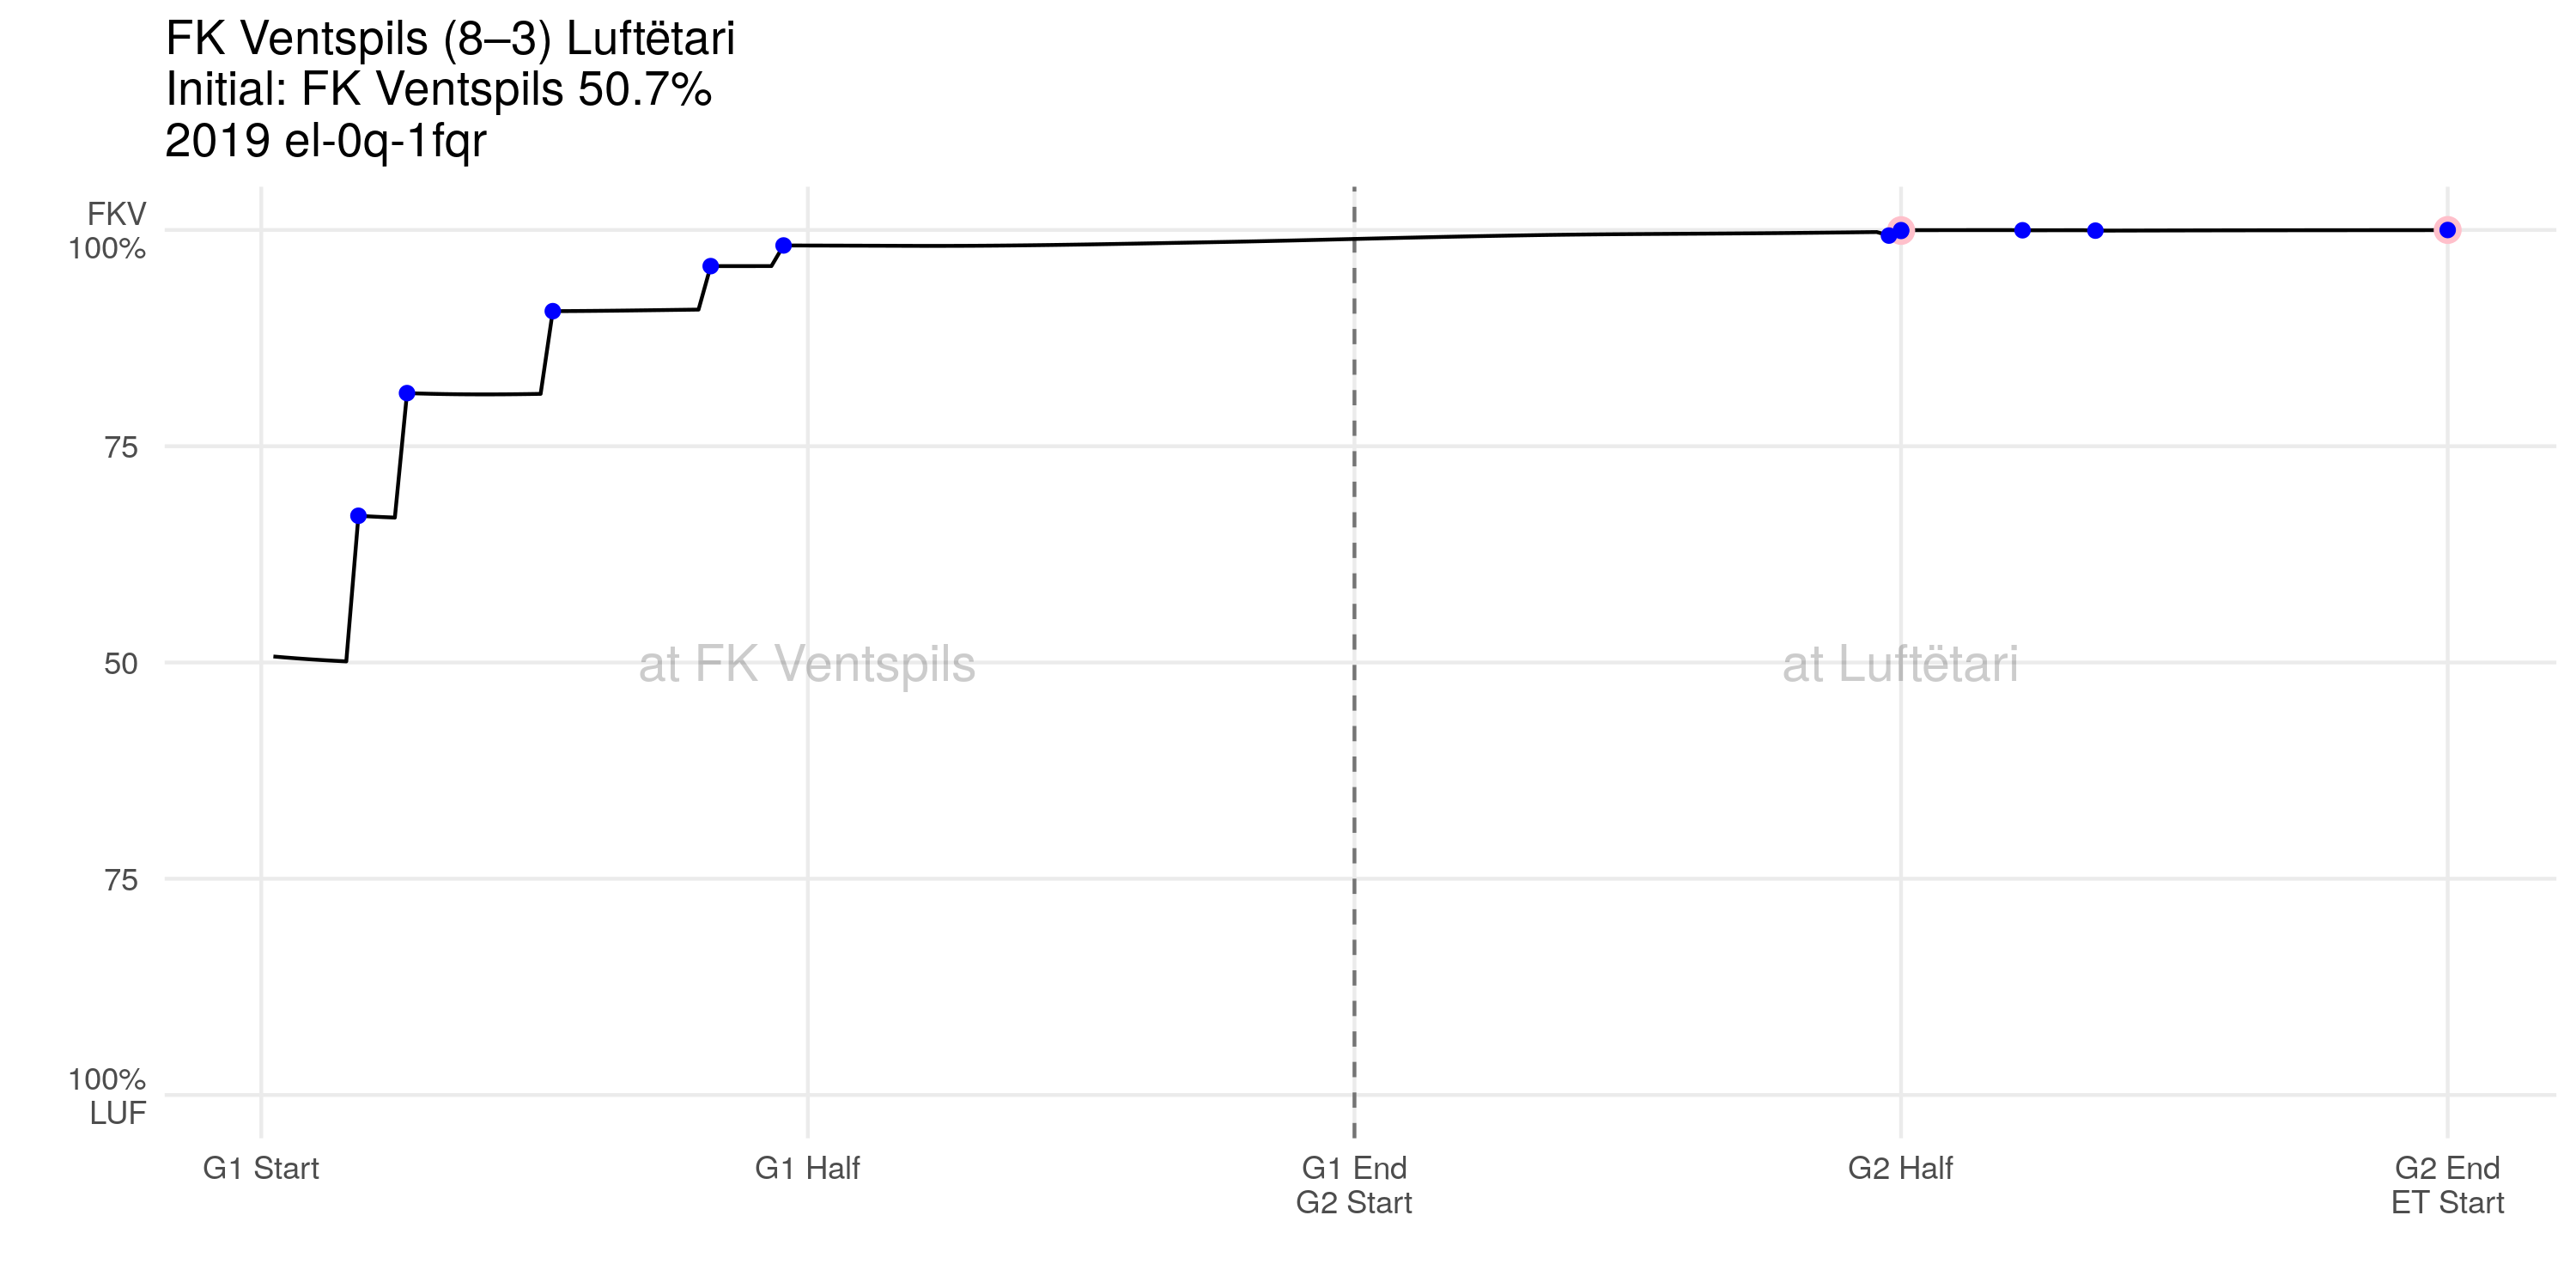 FK Ventspils (8–3) Luftëtari
Initial: FK Ventspils 50.7%
2019 el-0q-1fqr
FKV
100%
75
50
75
100%
LUF
at FK Ventspils
at Luftëtari
G1 Start
G1 Half
G1 End
G2 Start
G2 Half
G2 End
ET Start